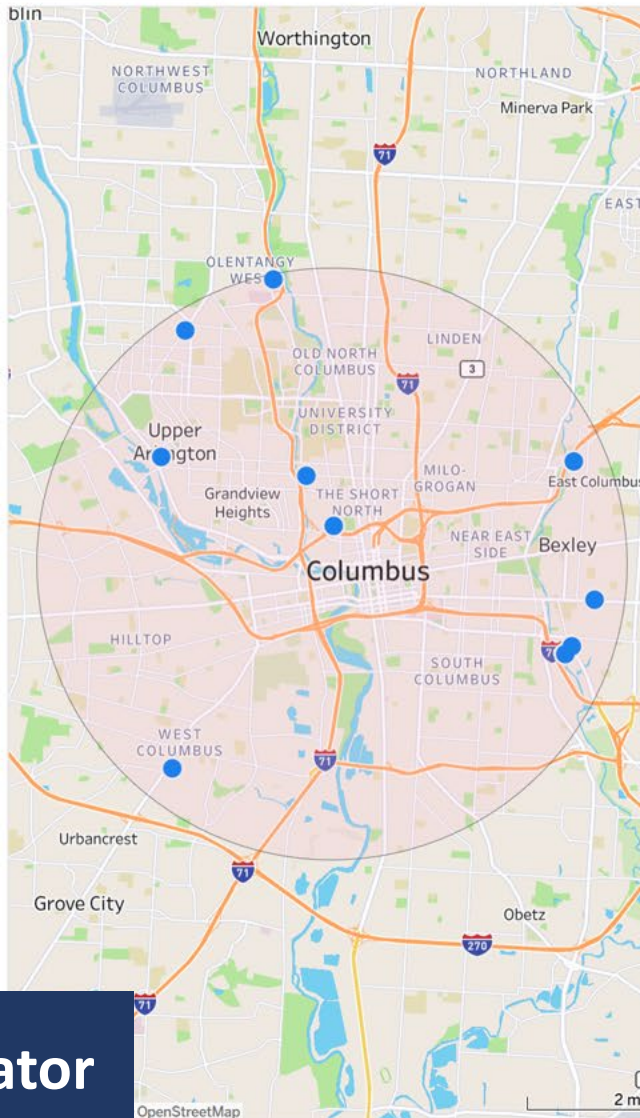 blin
Worthington
NORTHWEST
COLUMBUS
NORTHLAND
Minerva Park
71
EAST
OLENTANGY
WEST
LINDEN
OLD NORTH
COLUMBUS
3
71
UNIVERSITY
DISTRICT
Upper
Arlington
MILO-
GROGAN
East Columbus
Grandview
Heights
THE SHORT
NORTH
NEAR EAST
SIDE
Bexley
Columbus
HILLTOP
70
SOUTH
COLUMBUS
WEST
COLUMBUS
71
Urbancrest
71
Grove City
Obetz
270
71
ator
2 m
OpenStreetMap